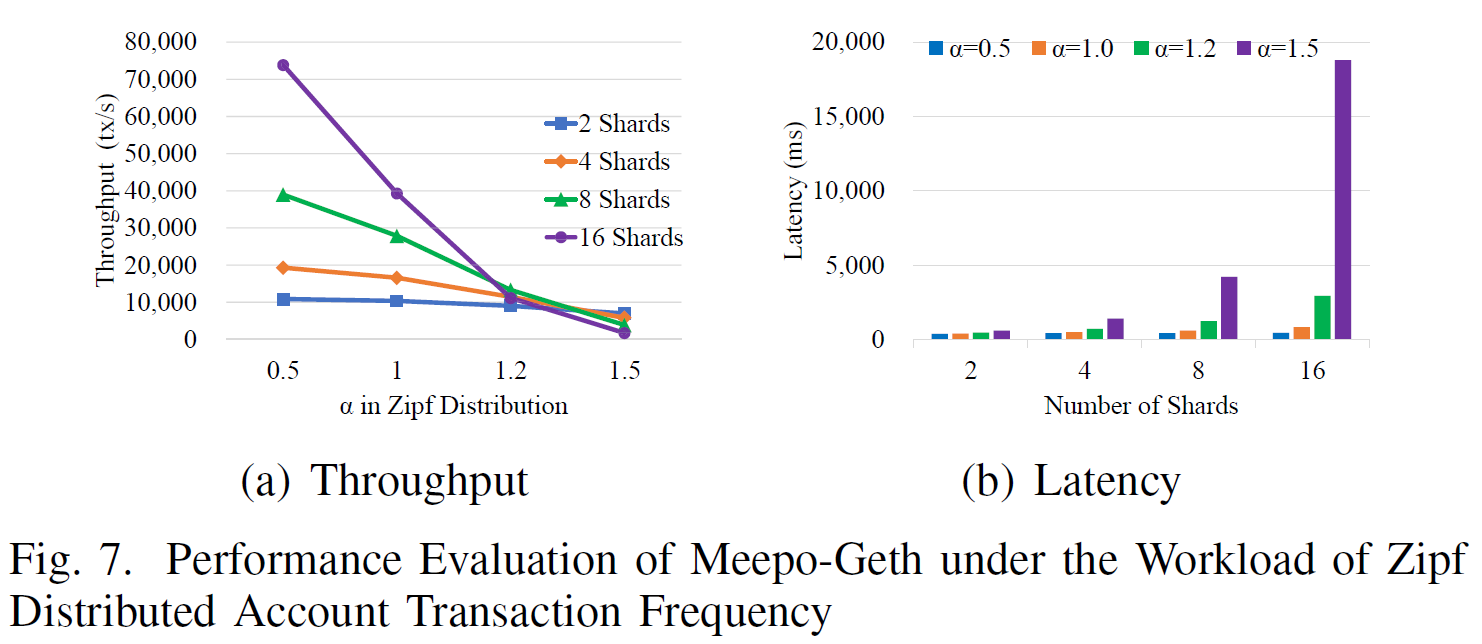 80,000
70,000
60,000
50,000
40,000
30,000
20,000
10,000
0
Throughput (tx/s)
2 Shards
4 Shards
8 Shards
16 Shards
0.5 1 1.2 1.5
α in Zipf Distribution
(a) Throughput
20,000
15,000
10,000
5,000
0
Latency (ms)
α=0.5 α=1.0 α=1.2 α=1.5
2 4 8 16
Number of Shards
(b) Latency
Fig. 7. Performance Evaluation of Meepo-Geth under the Workload of Zipf
Distributed Account Transaction Frequency